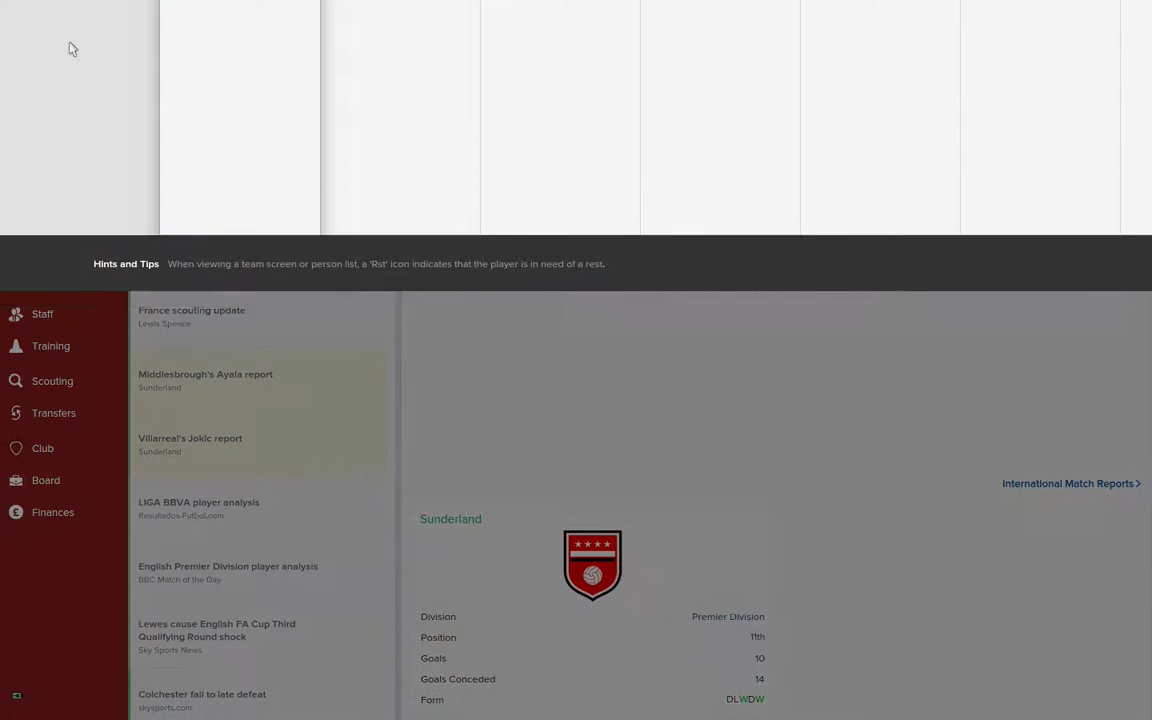 Hints and Tips When viewing a team screen or person list, a 'Rst' icon indicates that the player is in need of a rest.
Staff
Training
Scouting
Transfers
Club
Board
Finances
France scouting update
Lewis Spence
Middlesbrough's Ayala report
Sunderland
Villarreal's Jokic report
Sunderland
LIGA BBVA player analysis
Resultados-Futbol.com
English Premier Division player analysis
BBC Match of the Day
Lewes cause English FA Cup Third
Qualifying Round shock
Sky Sports News
Colchester fall to late defeat
skysports.com
International Match Reports >
Sunderland
Division Premier Division
Position 11th
Goals 10
Goals Conceded 14
Form DLWDW